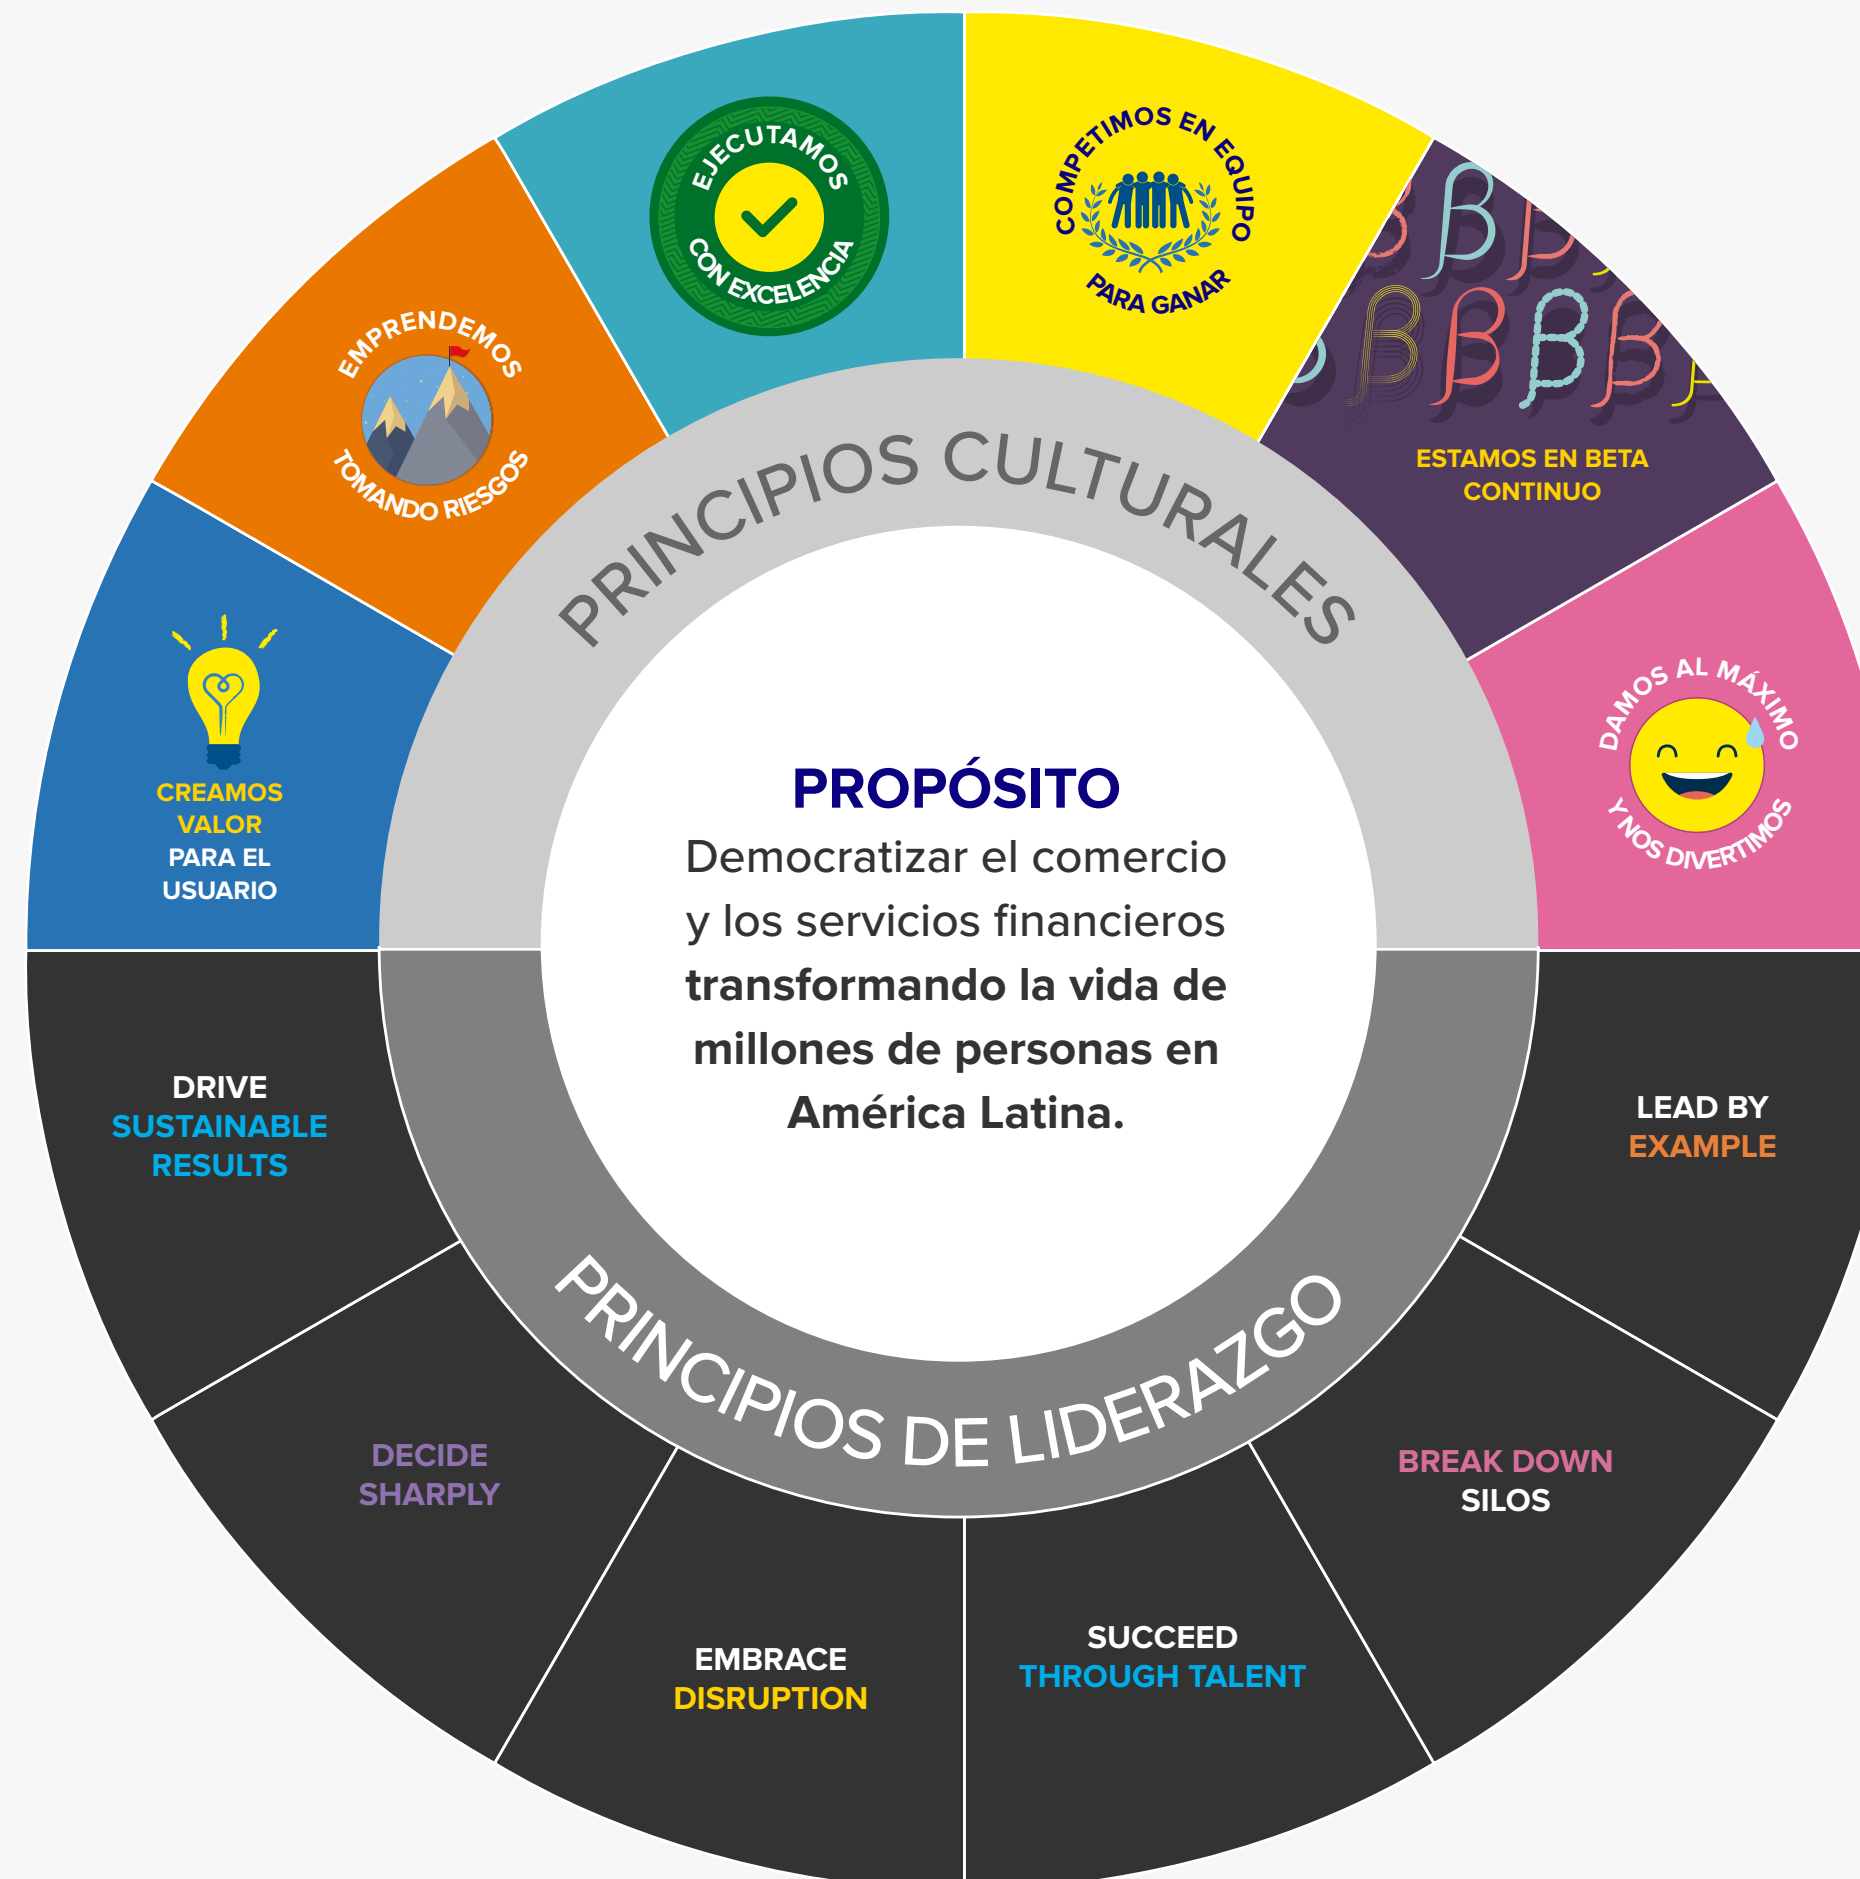 EJECUTAMOS
CON EXCELENCIA
COMPETIMOS EN EQUIPO
PARA GANAR
EMPRENDEMOS
TOMANDO RIESGOS
ESTAMOS EN BETA
CONTINUO
CREAMOS
VALOR
PARA EL
USUARIO
DAMOS AL MÁXIMO
Y NOS DIVERTIMOS
PRINCIPIOS CULTURALES
PROPÓSITO
Democratizar el comercio
y los servicios financieros
transformando la vida de
millones de personas en
América Latina.
PRINCIPIOS DE LIDERAZGO
DRIVE
SUSTAINABLE
RESULTS
LEAD BY
EXAMPLE
DECIDE
SHARPLY
BREAK DOWN
SILOS
EMBRACE
DISRUPTION
SUCCEED
THROUGH TALENT